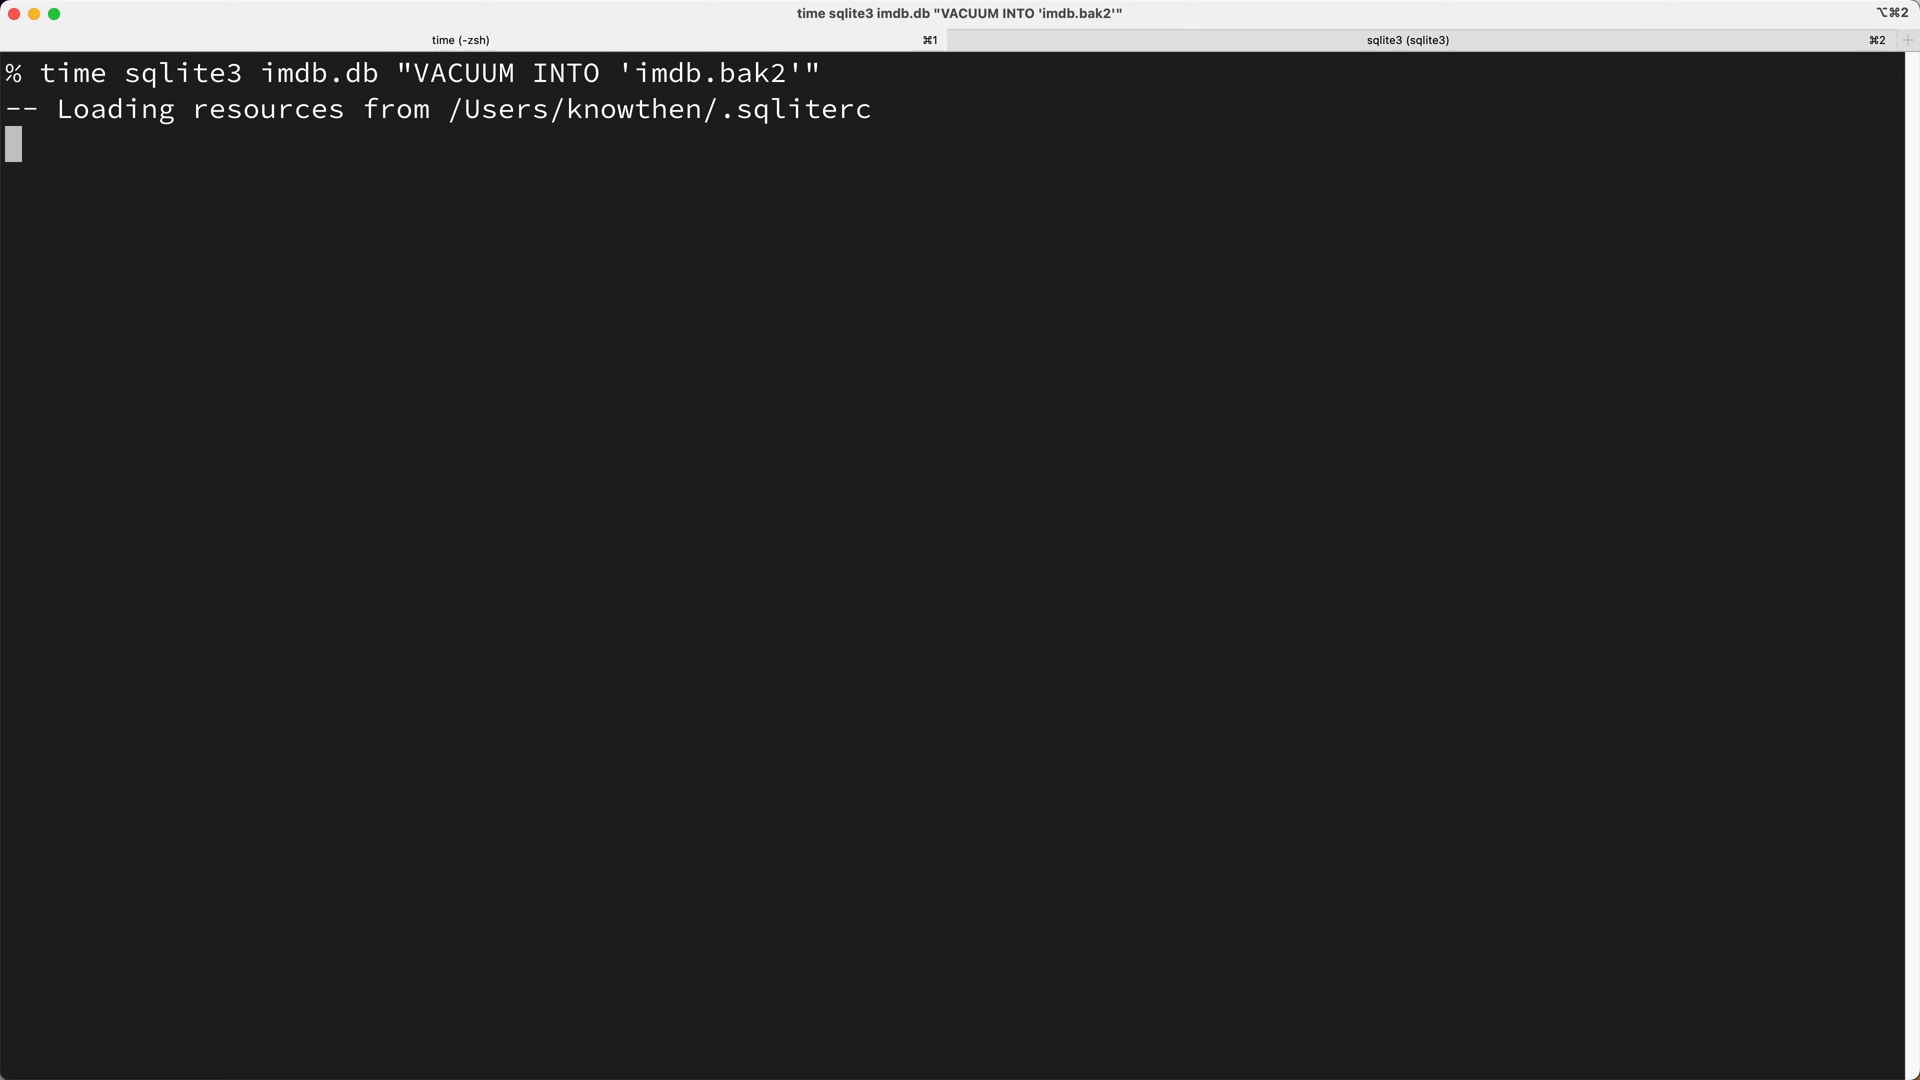 time sqlite3 imdb.db "VACUUM INTO 'imdb.bak2'"
⌥⌘2
time (-zsh)
⌘1
sqlite3 (sqlite3)
⌘2
% time sqlite3 imdb.db "VACUUM INTO 'imdb.bak2'"
-- Loading resources from /Users/knowthen/.sqliterc